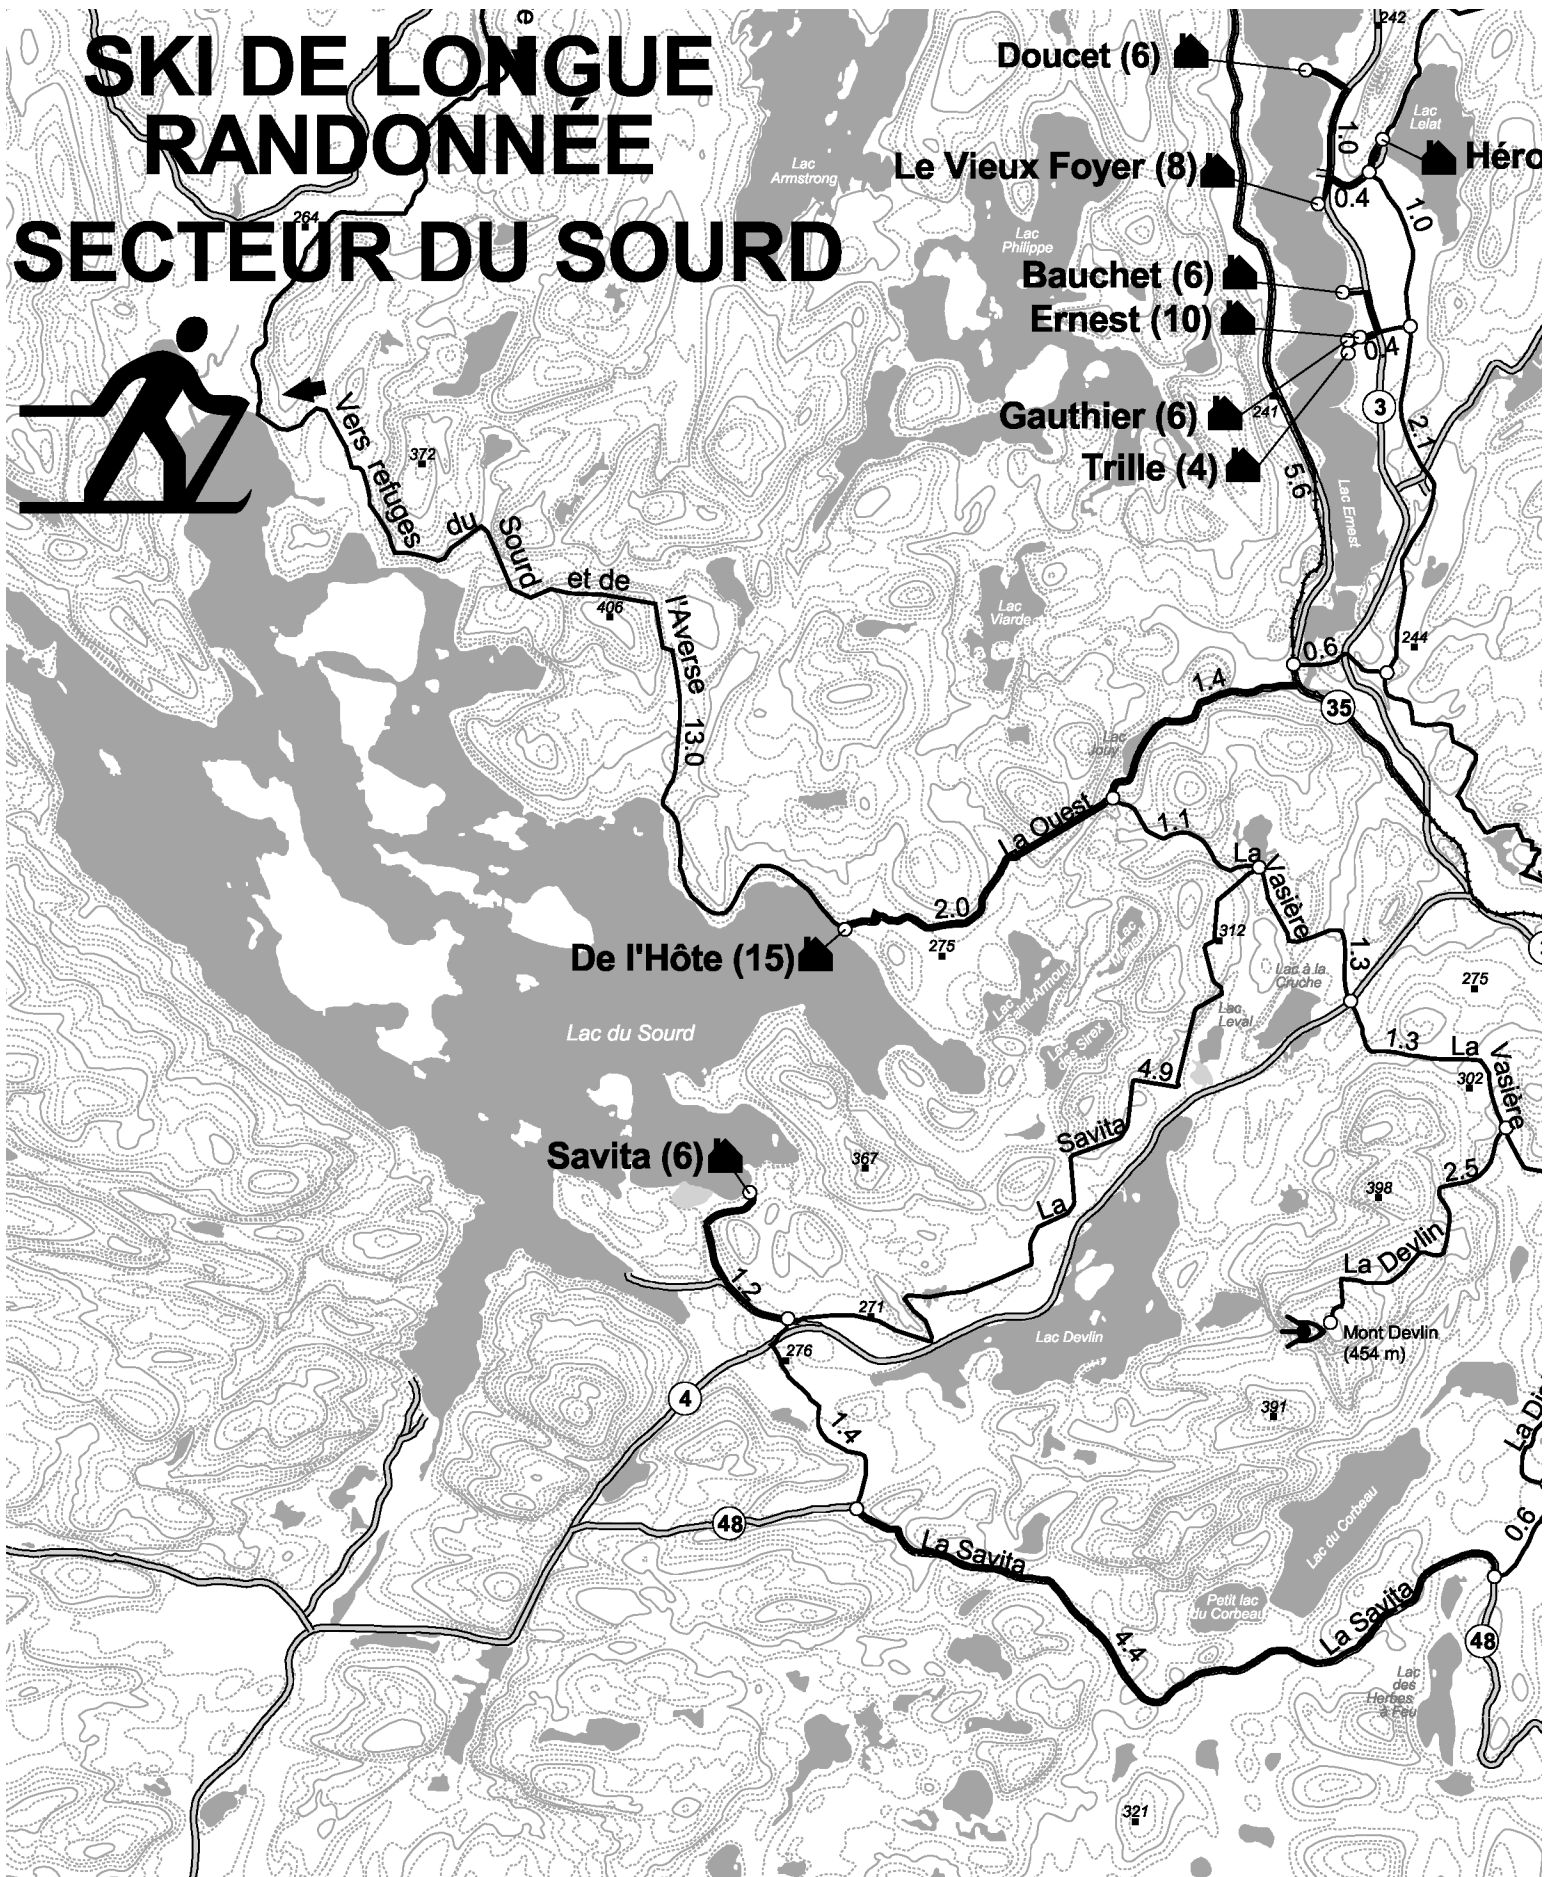 SKI DE LONGUE
RANDONNÉE
SECTEUR DU SOURD
e
242
264
Doucet (6)
Lac
Lelat
1.0
Héro
Lac
Armstrong
Le Vieux Foyer (8)
0.4
1.0
Lac
Philippe
Bauchet (6)
Ernest (10)
0.4
Gauthier (6)
241
3
2.1
Trille (4)
5.6
Lac Ernest
Vers refuges du Sourd et de l'Averse 13.0
372
406
Lac
Viarde
0.6
244
1.4
35
Lac
Jouy
La Ouest
1.1
La Vasière
2.0
275
312
1.3
De l'Hôte (15)
Lac
Saint-Amour
Lac à la
Cruche
Lac
Leval
275
Lac du Sourd
Lac
des Sirex
1.3
La Vasière
302
4.9
La Savita
Savita (6)
367
398
2.5
La Devlin
1.2
271
Lac Devlin
Mont Devlin
(454 m)
276
4
1.4
391
La Di
Lac du Corbeau
0.6
48
La Savita
Petit lac
du Corbeau
4.4
La Savita
48
Lac
des
Herbes
à Feu
321